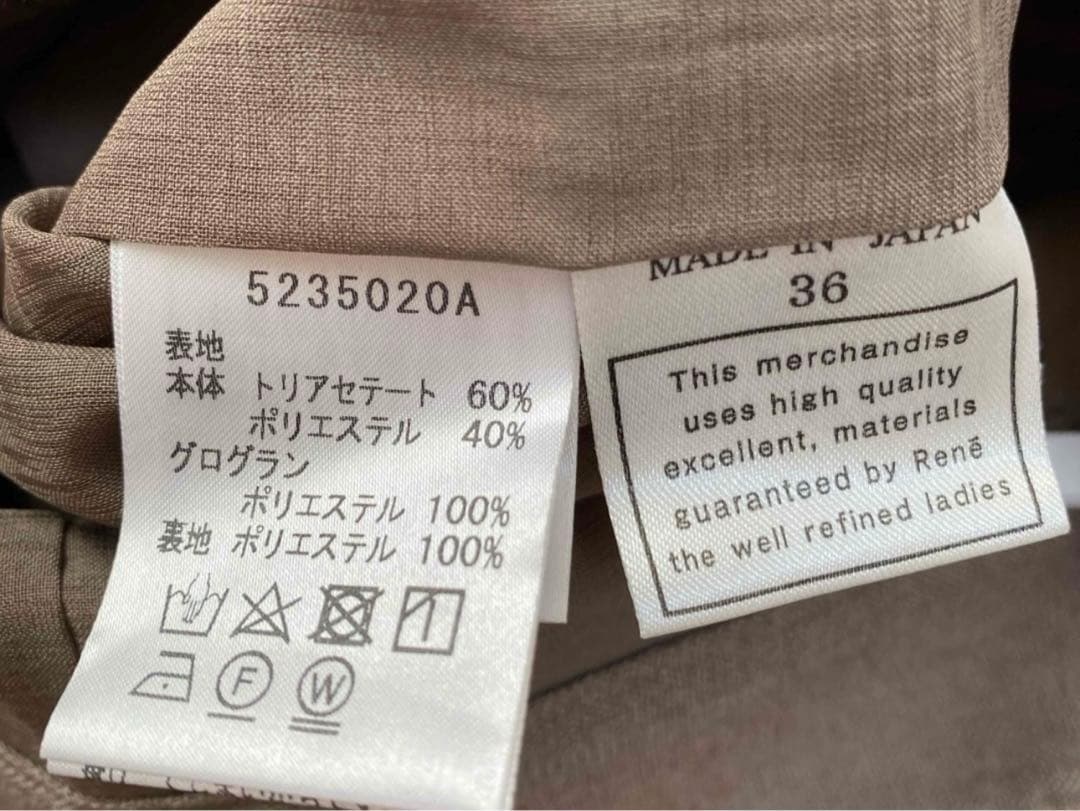 5235020A
表地
本体 トリアセテート 60%
ポリエステル 40%
グログラン
ポリエステル 100%
表地 ポリエステル 100%
F
W
MADE IN JAPAN
36
This merchandise
uses high quality
excellent, materials
guaranteed by René
the well refined ladies